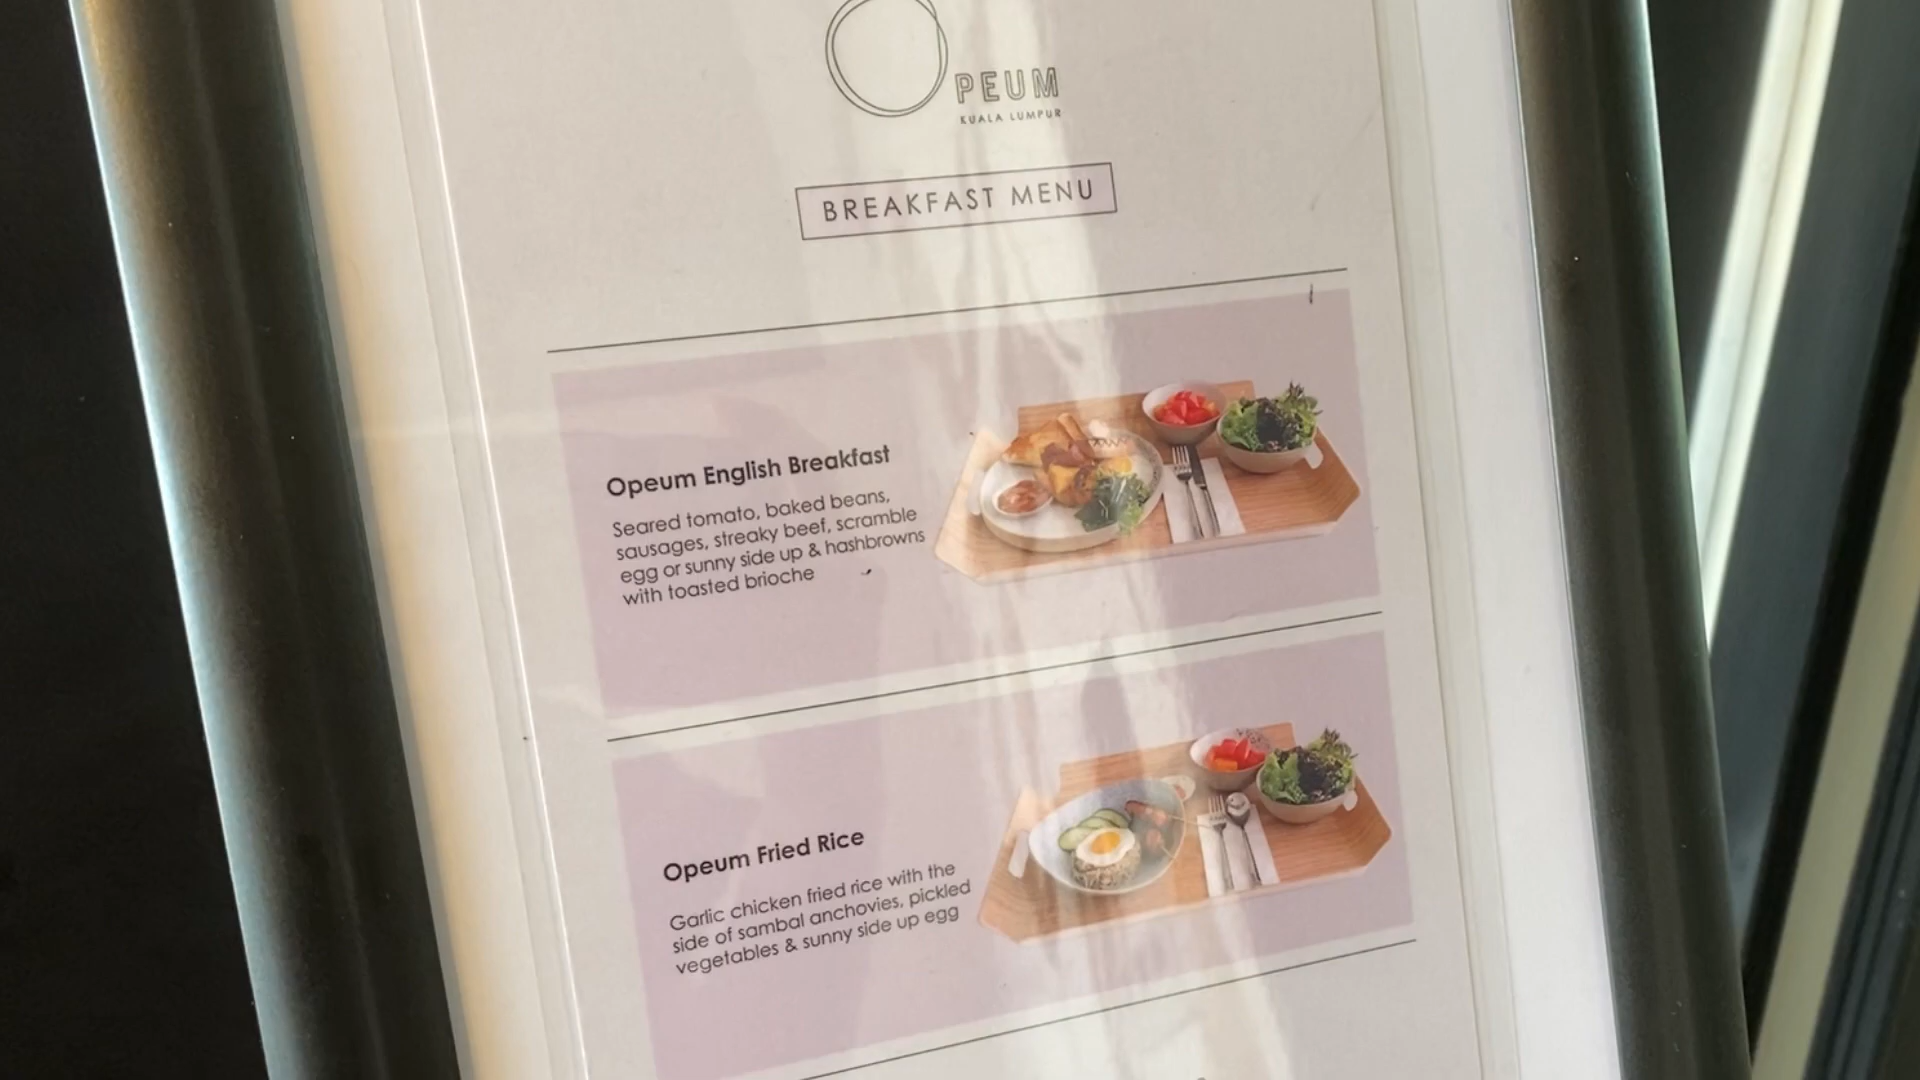 OPEUM
KUALA LUMPUR
BREAKFAST MENU
Opeum English Breakfast
Seared tomato, baked beans,
sausages, streaky beef, scramble
egg or sunny side up & hashbrowns
with toasted brioche
Opeum Fried Rice
Garlic chicken fried rice with the
side of sambal anchovies, pickled
vegetables & sunny side up egg